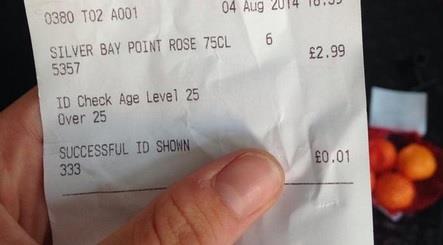 0380 T02 A001 04 Aug 2014
SILVER BAY POINT ROSE 75CL 6 £2.99
5357
ID Check Age Level 25
Over 25
SUCCESSFUL ID SHOWN £0.01
333